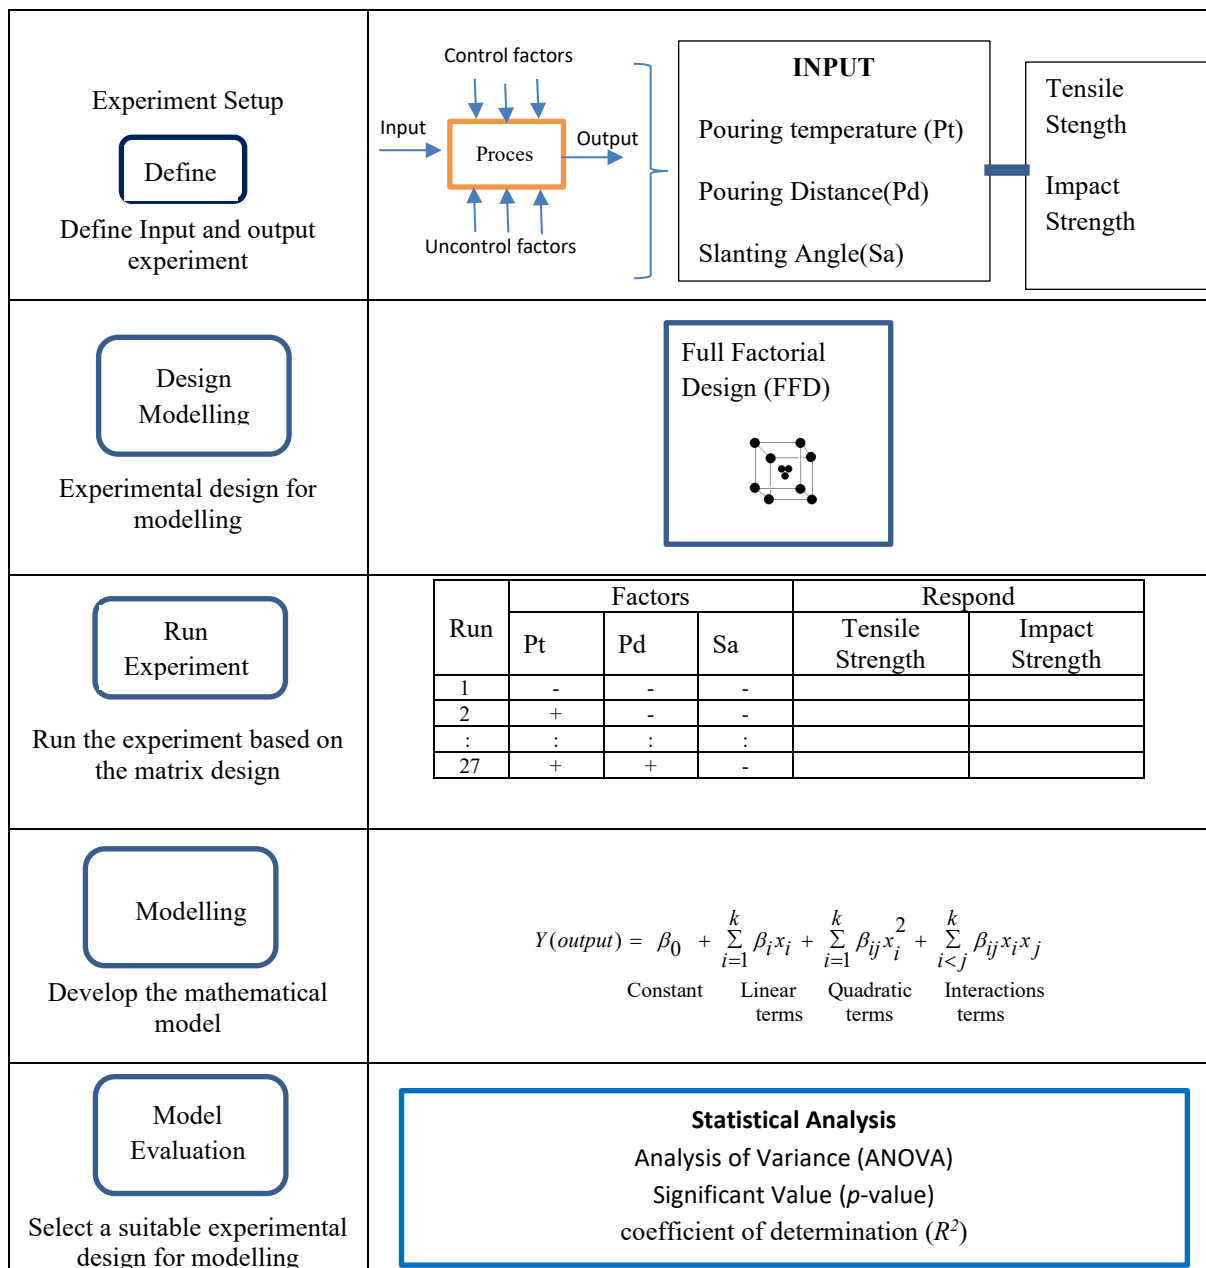 Experiment Setup
Define
Define Input and output
experiment
Control factors
Input
Proces
Output
Uncontrol factors
INPUT
Pouring temperature (Pt)
Pouring Distance(Pd)
Slanting Angle(Sa)
Tensile
Stength
Impact
Strength
Design
Modelling
Experimental design for
modelling
Full Factorial
Design (FFD)
Run
Experiment
Run the experiment based on
the matrix design
Run Factors Respond
Pt Pd Sa Tensile Strength Impact Strength
1 - - -
2 + - -
: : : :
27 + + -
Modelling
Develop the mathematical
model
Y(output) = β0 + k∑i=1 βixi + k∑i=1 βijxi² + k∑i<j βijxixj
Constant Linear terms Quadratic terms Interactions terms
Model
Evaluation
Select a suitable experimental
design for modelling
Statistical Analysis
Analysis of Variance (ANOVA)
Significant Value (p-value)
coefficient of determination (R²)